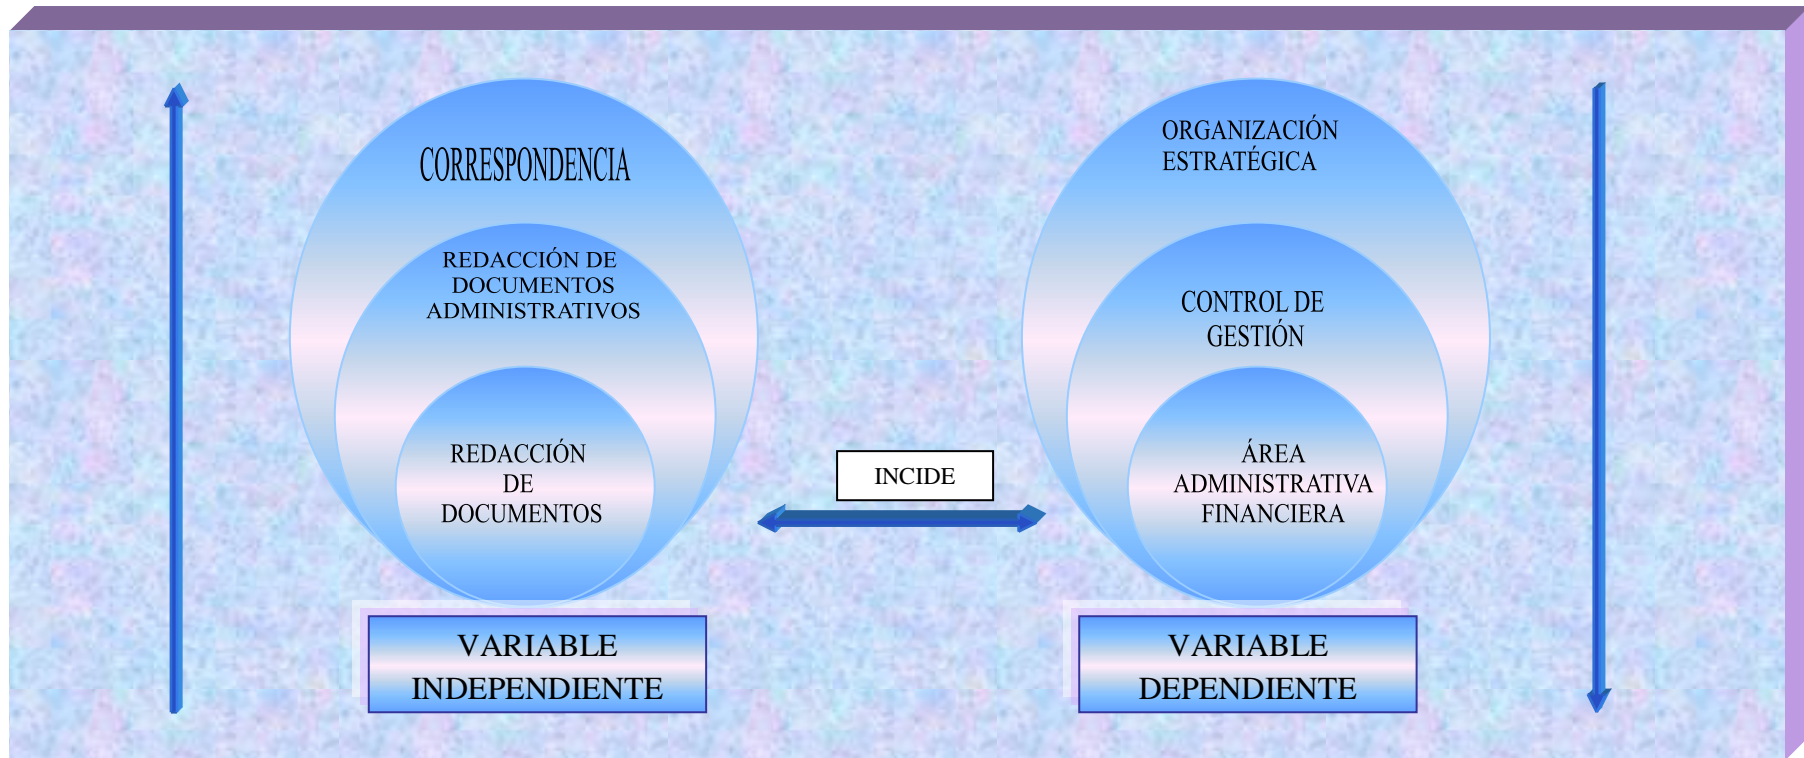 CORRESPONDENCIA
REDACCIÓN DE
DOCUMENTOS
ADMINISTRATIVOS
REDACCIÓN
DE
DOCUMENTOS
VARIABLE
INDEPENDIENTE
INCIDE
ORGANIZACIÓN
ESTRATÉGICA
CONTROL DE
GESTIÓN
ÁREA
ADMINISTRATIVA
FINANCIERA
VARIABLE
DEPENDIENTE